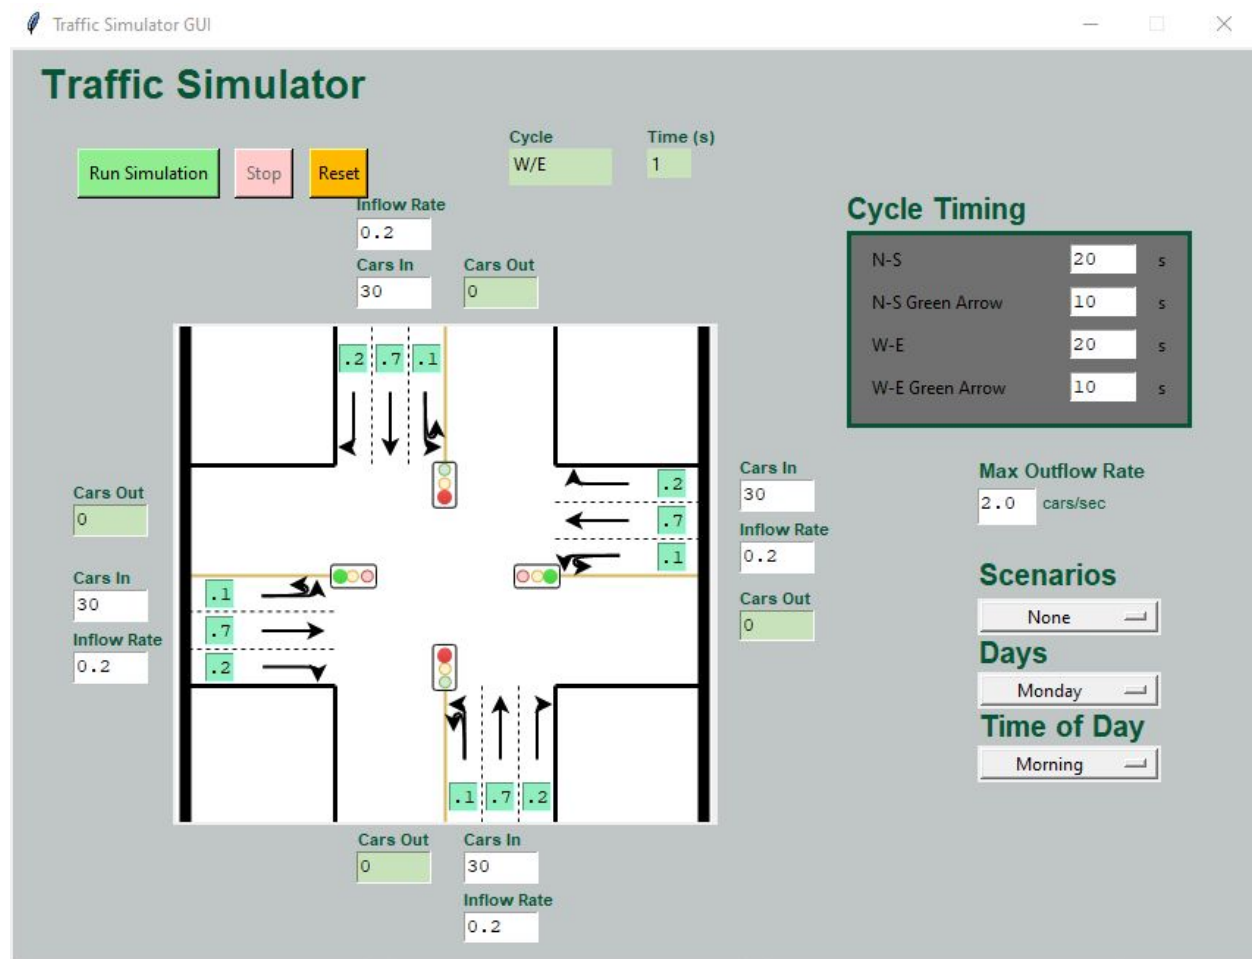 Traffic Simulator GUI
Traffic Simulator
Cycle Time (s)
Run Simulation Stop Reset W/E 1
Inflow Rate
0.2
Cars In Cars Out
30 0
Cycle Timing
N-S 20 s
N-S Green Arrow 10 s
W-E 20 s
W-E Green Arrow 10 s
.2 .7 .1
Cars Out
0
Cars In
30
Inflow Rate
0.2
.1
.7
.2
.2
.7
.1
Cars In
30
Inflow Rate
0.2
Cars Out
0
Max Outflow Rate
2.0 cars/sec
Scenarios
None
Days
Monday
Time of Day
Morning
.1 .7 .2
Cars Out Cars In
0 30
Inflow Rate
0.2